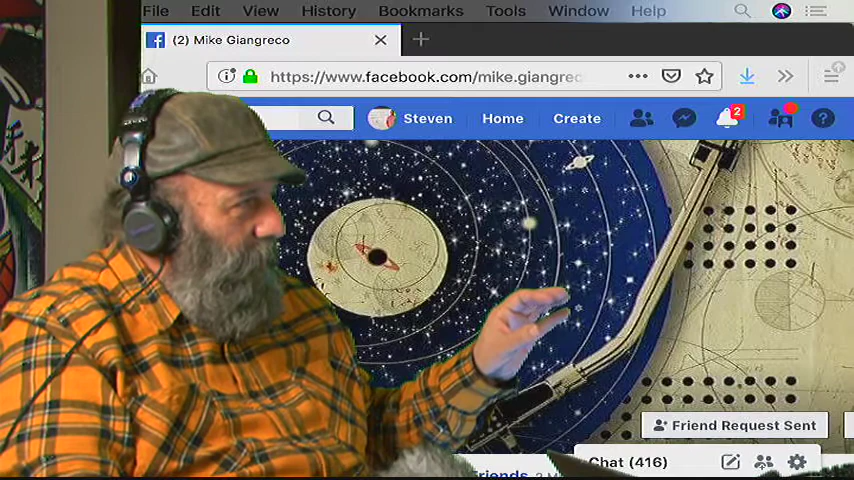 File Edit View History Bookmarks Tools Window Help
(2) Mike Giangreco
https://www.facebook.com/mike.giangrec
Steven Home Create
2
Friend Request Sent
Chat (416)